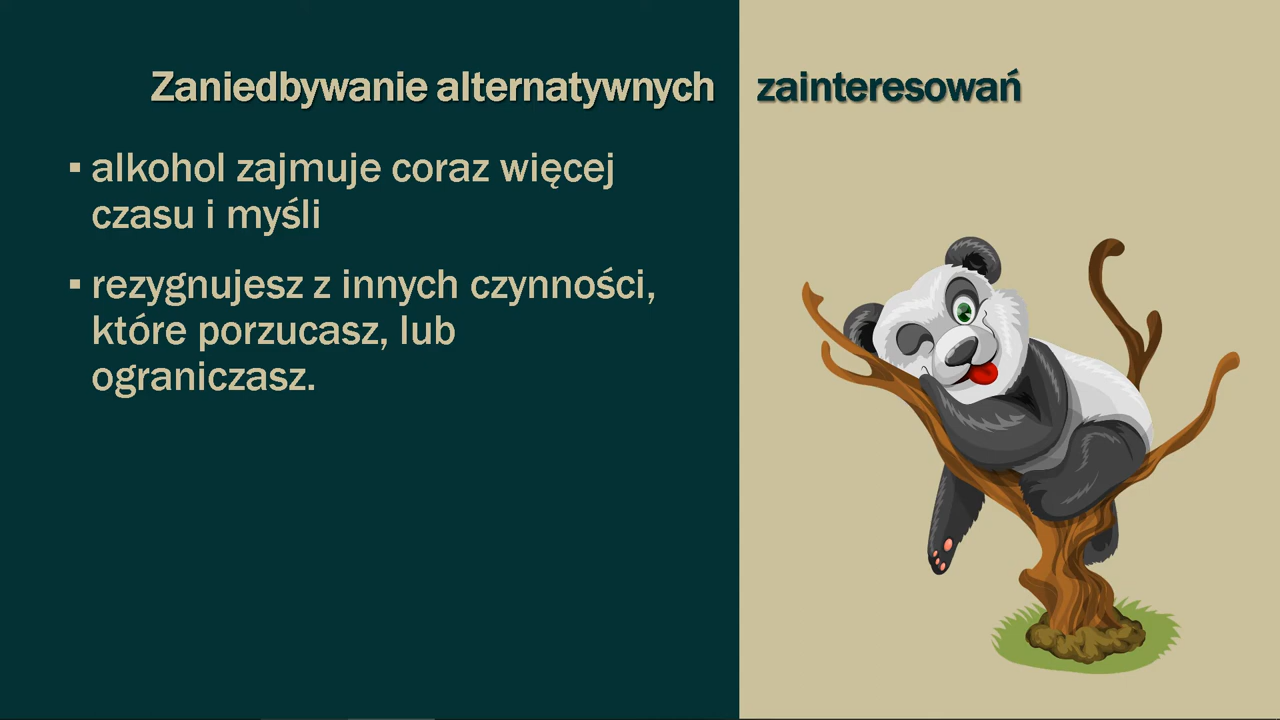 Zaniedbywanie alternatywnych zainteresowań
▪ alkohol zajmuje coraz więcej
czasu i myśli
▪ rezygnujesz z innych czynności,
które porzucasz, lub
ograniczasz.